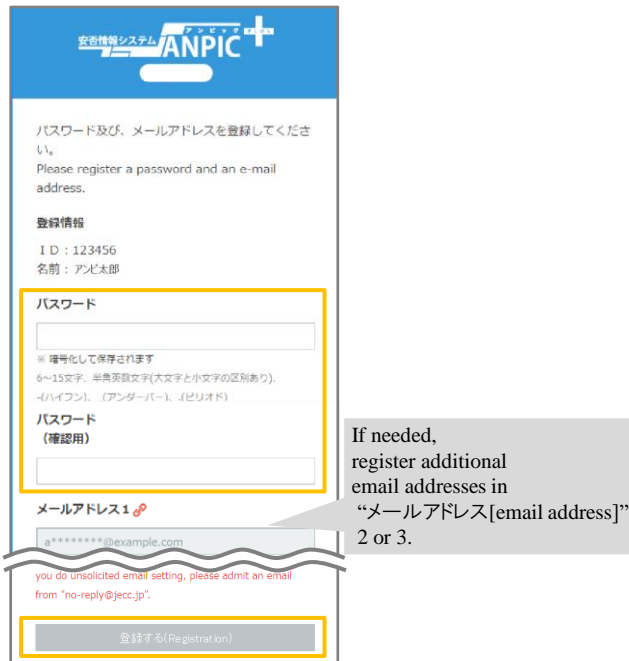 アンピック プラス
安否情報システム ANPIC+
パスワード及び、メールアドレスを登録してくださ
い。
Please register a password and an e-mail
address.
登録情報
ＩＤ：123456
名前：アンピ太郎
パスワード
※ 暗号化して保存されます
6～15文字、半角英数文字(大文字と小文字の区別あり)、
-(ハイフン)、_(アンダーバー)、.(ピリオド)
パスワード
（確認用）
メールアドレス１
a********@example.com
If needed,
register additional
email addresses in
“メールアドレス[email address]”
2 or 3.
you do unsolicited email setting, please admit an email
from "no-reply@jecc.jp".
登録する(Registration)